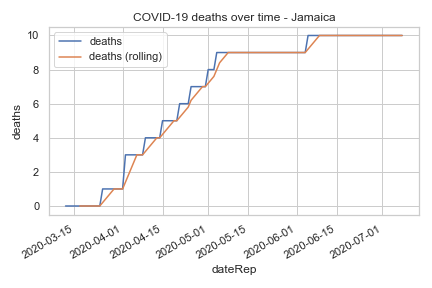 COVID-19 deaths over time - Jamaica
deaths
deaths (rolling)
10
8
6
4
2
0
deaths
2020-03-15
2020-04-01
2020-04-15
2020-05-01
2020-05-15
2020-06-01
2020-06-15
2020-07-01
dateRep